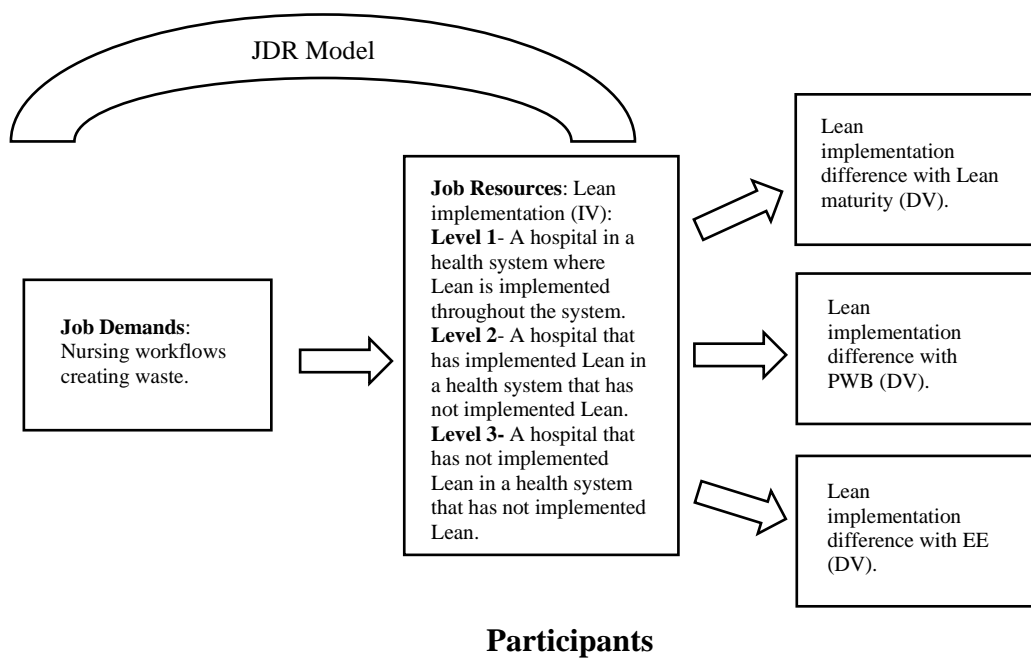 JDR Model
Job Demands:
Nursing workflows
creating waste.
Job Resources: Lean
implementation (IV):
Level 1- A hospital in a
health system where
Lean is implemented
throughout the system.
Level 2- A hospital that
has implemented Lean in
a health system that has
not implemented Lean.
Level 3- A hospital that
has not implemented
Lean in a health system
that has not implemented
Lean.
Lean
implementation
difference with Lean
maturity (DV).
Lean
implementation
difference with
PWB (DV).
Lean
implementation
difference with EE
(DV).
Participants